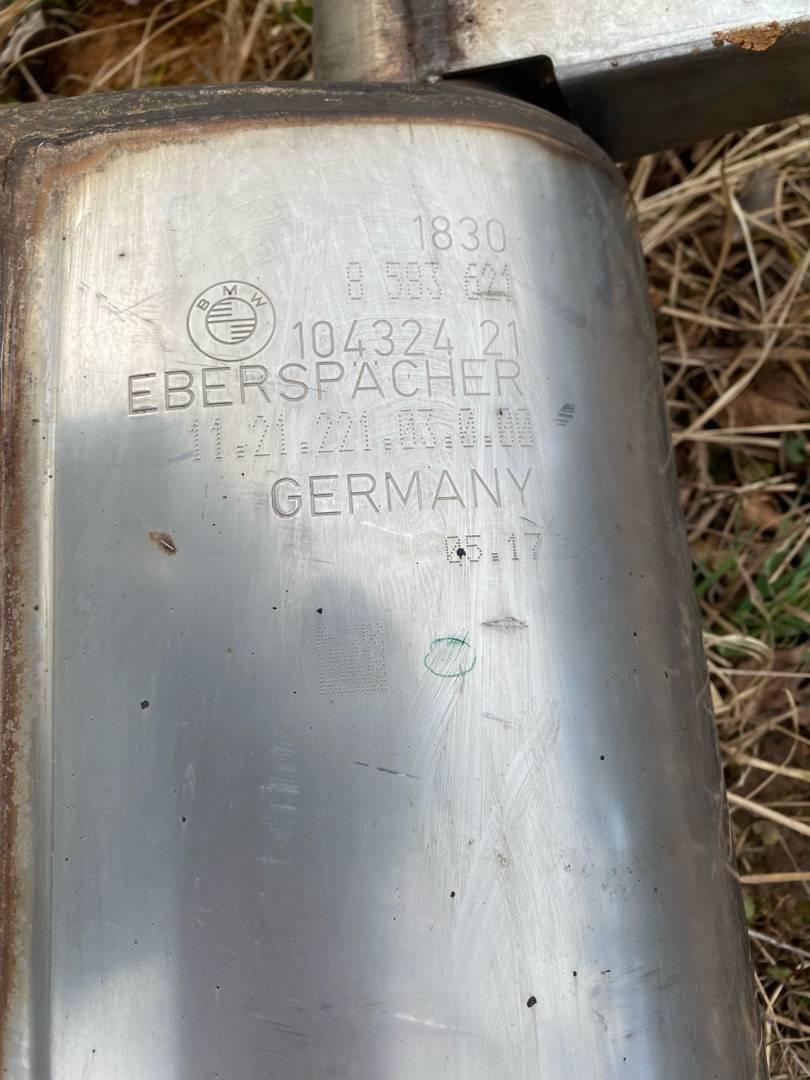 1830
8 583 621
BMW
104324 21
EBERSPÄCHER
11.21.221.03.0.00
GERMANY
05.17